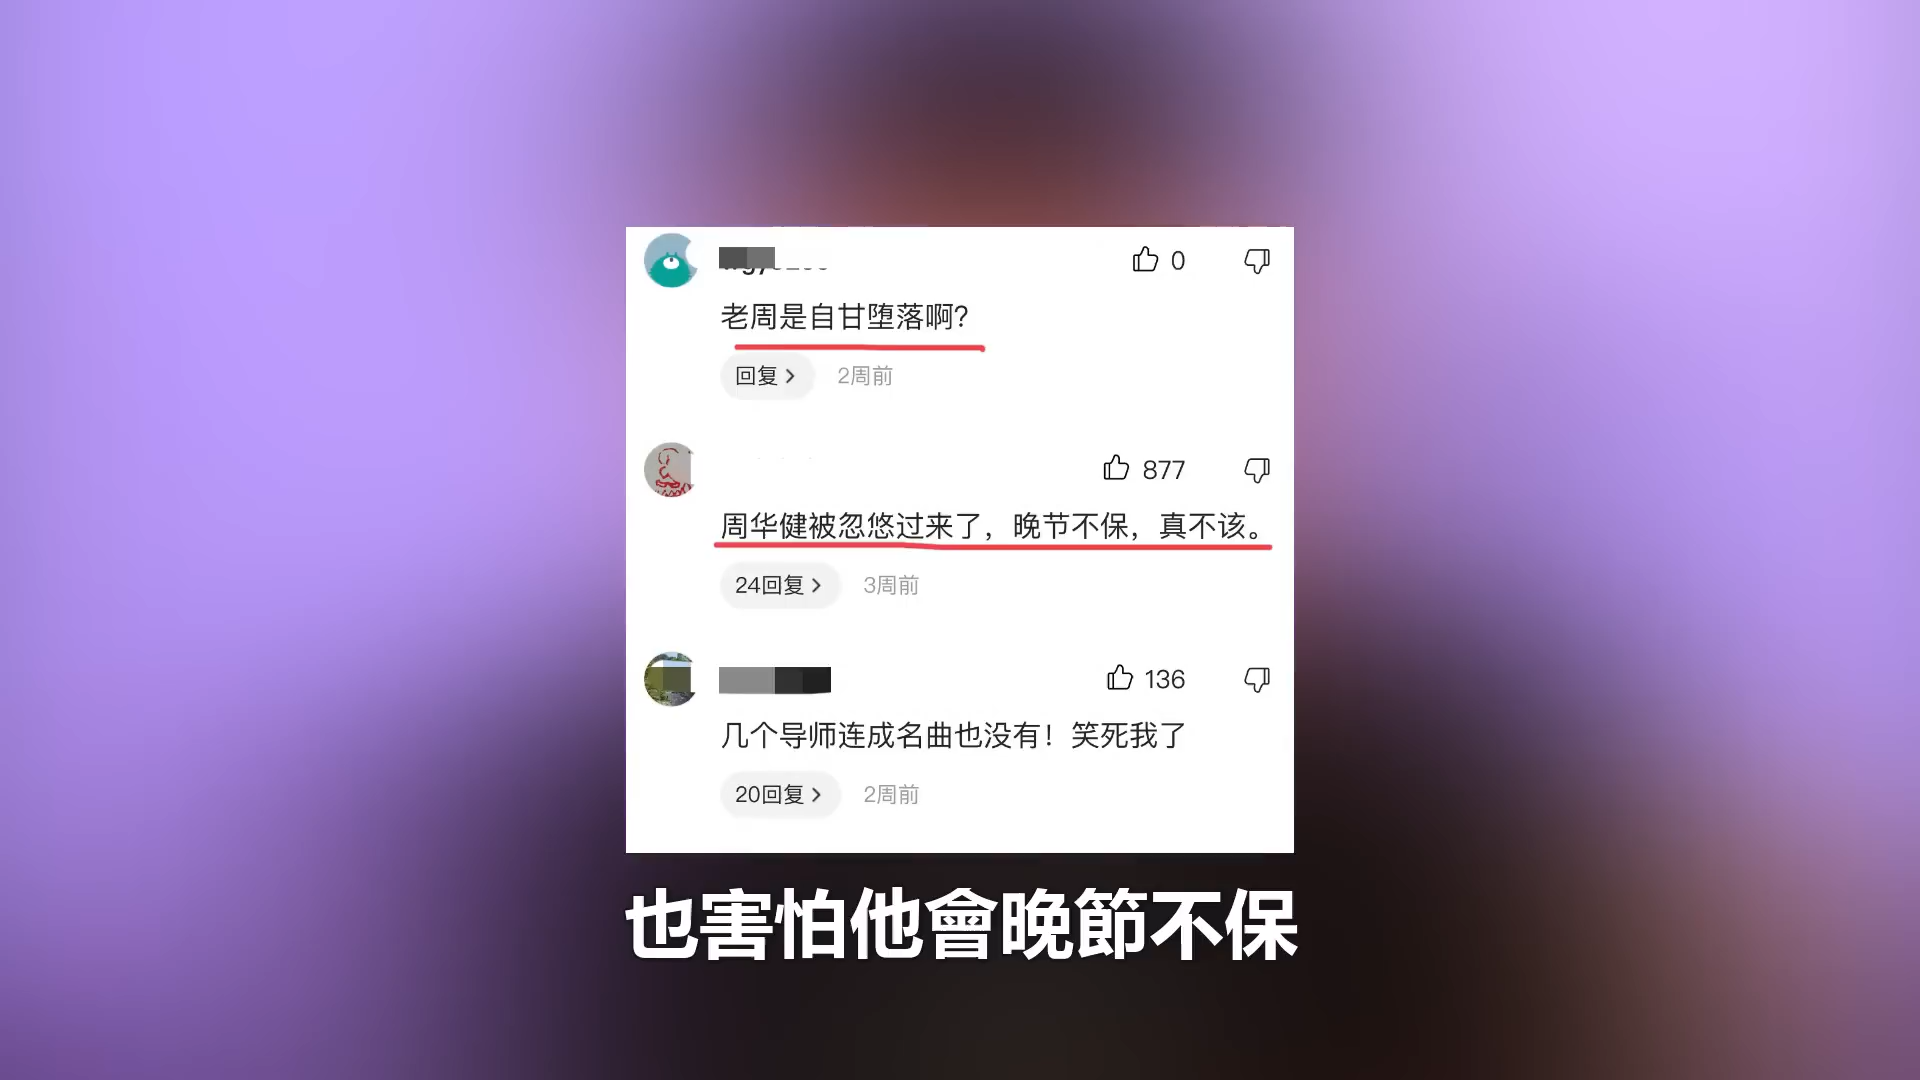 0
老周是自甘堕落啊?
回复 >
2周前
877
周华健被忽悠过来了，晚节不保，真不该。
24回复 >
3周前
136
几个导师连成名曲也没有！笑死我了
20回复 >
2周前
也害怕他會晚節不保